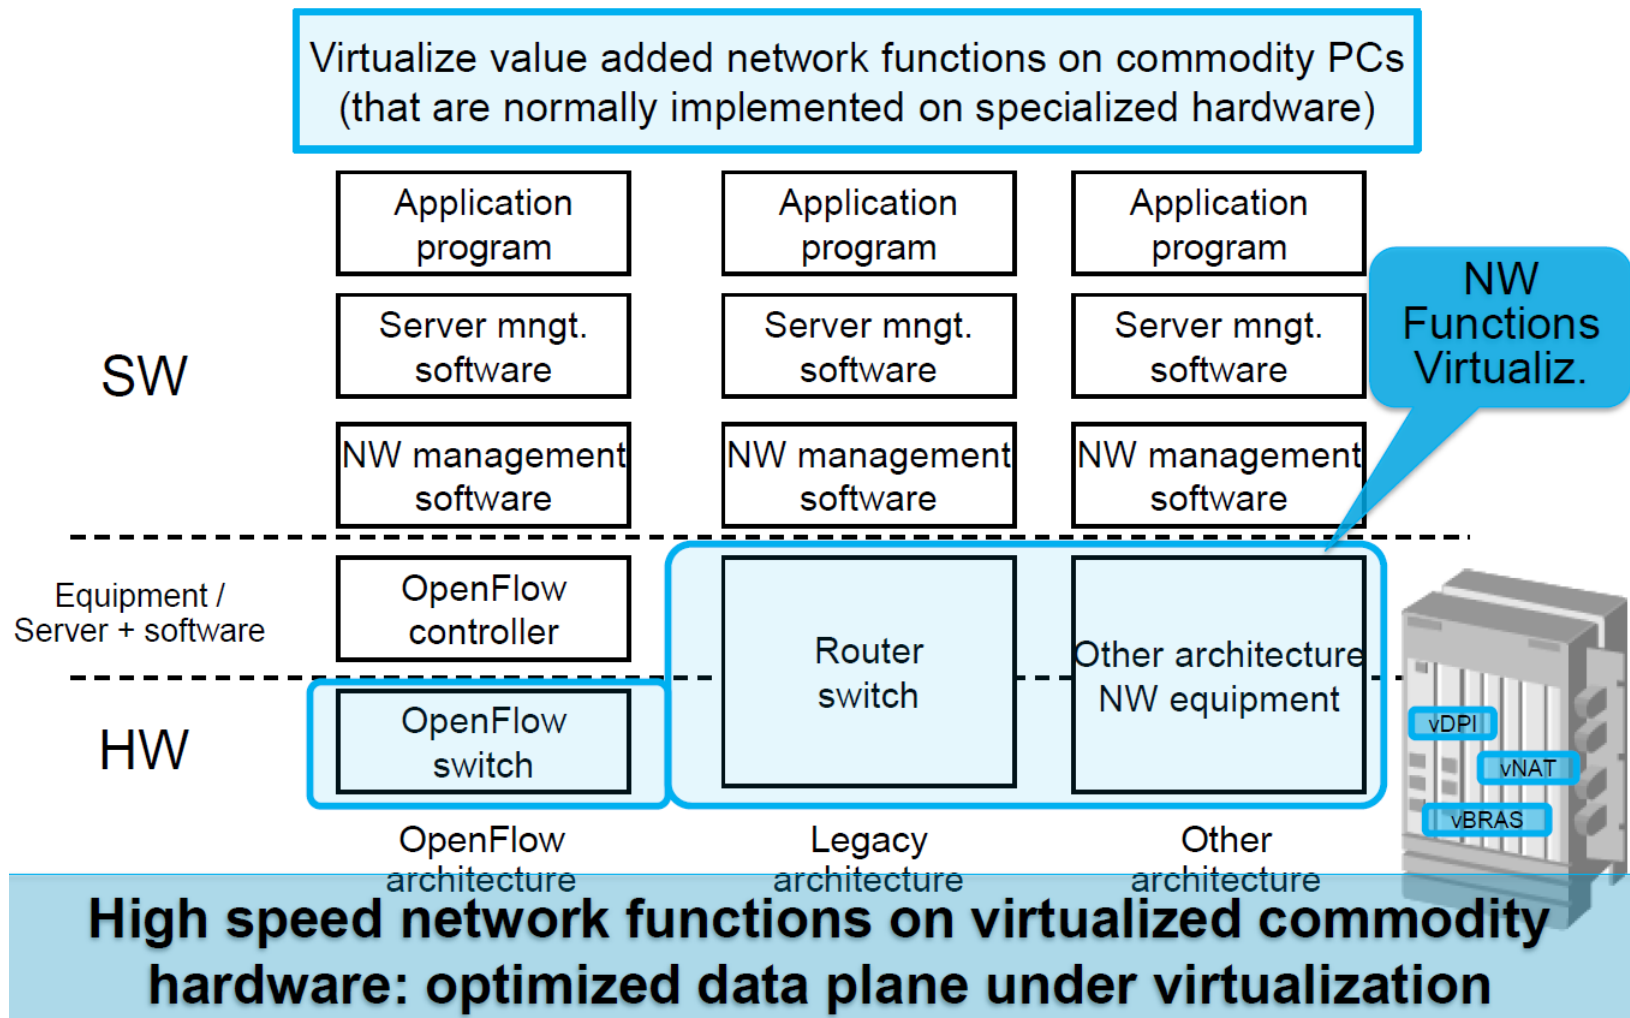 Virtualize value added network functions on commodity PCs
(that are normally implemented on specialized hardware)
Application
program
Application
program
Application
program
NW
Functions
Virtualiz.
SW
Server mngt.
software
Server mngt.
software
Server mngt.
software
NW management
software
NW management
software
NW management
software
Equipment /
Server + software
OpenFlow
controller
Router
switch
Other architecture
NW equipment
HW
OpenFlow
switch
vDPI
vNAT
vBRAS
OpenFlow
architecture
Legacy
architecture
Other
architecture
High speed network functions on virtualized commodity
hardware: optimized data plane under virtualization